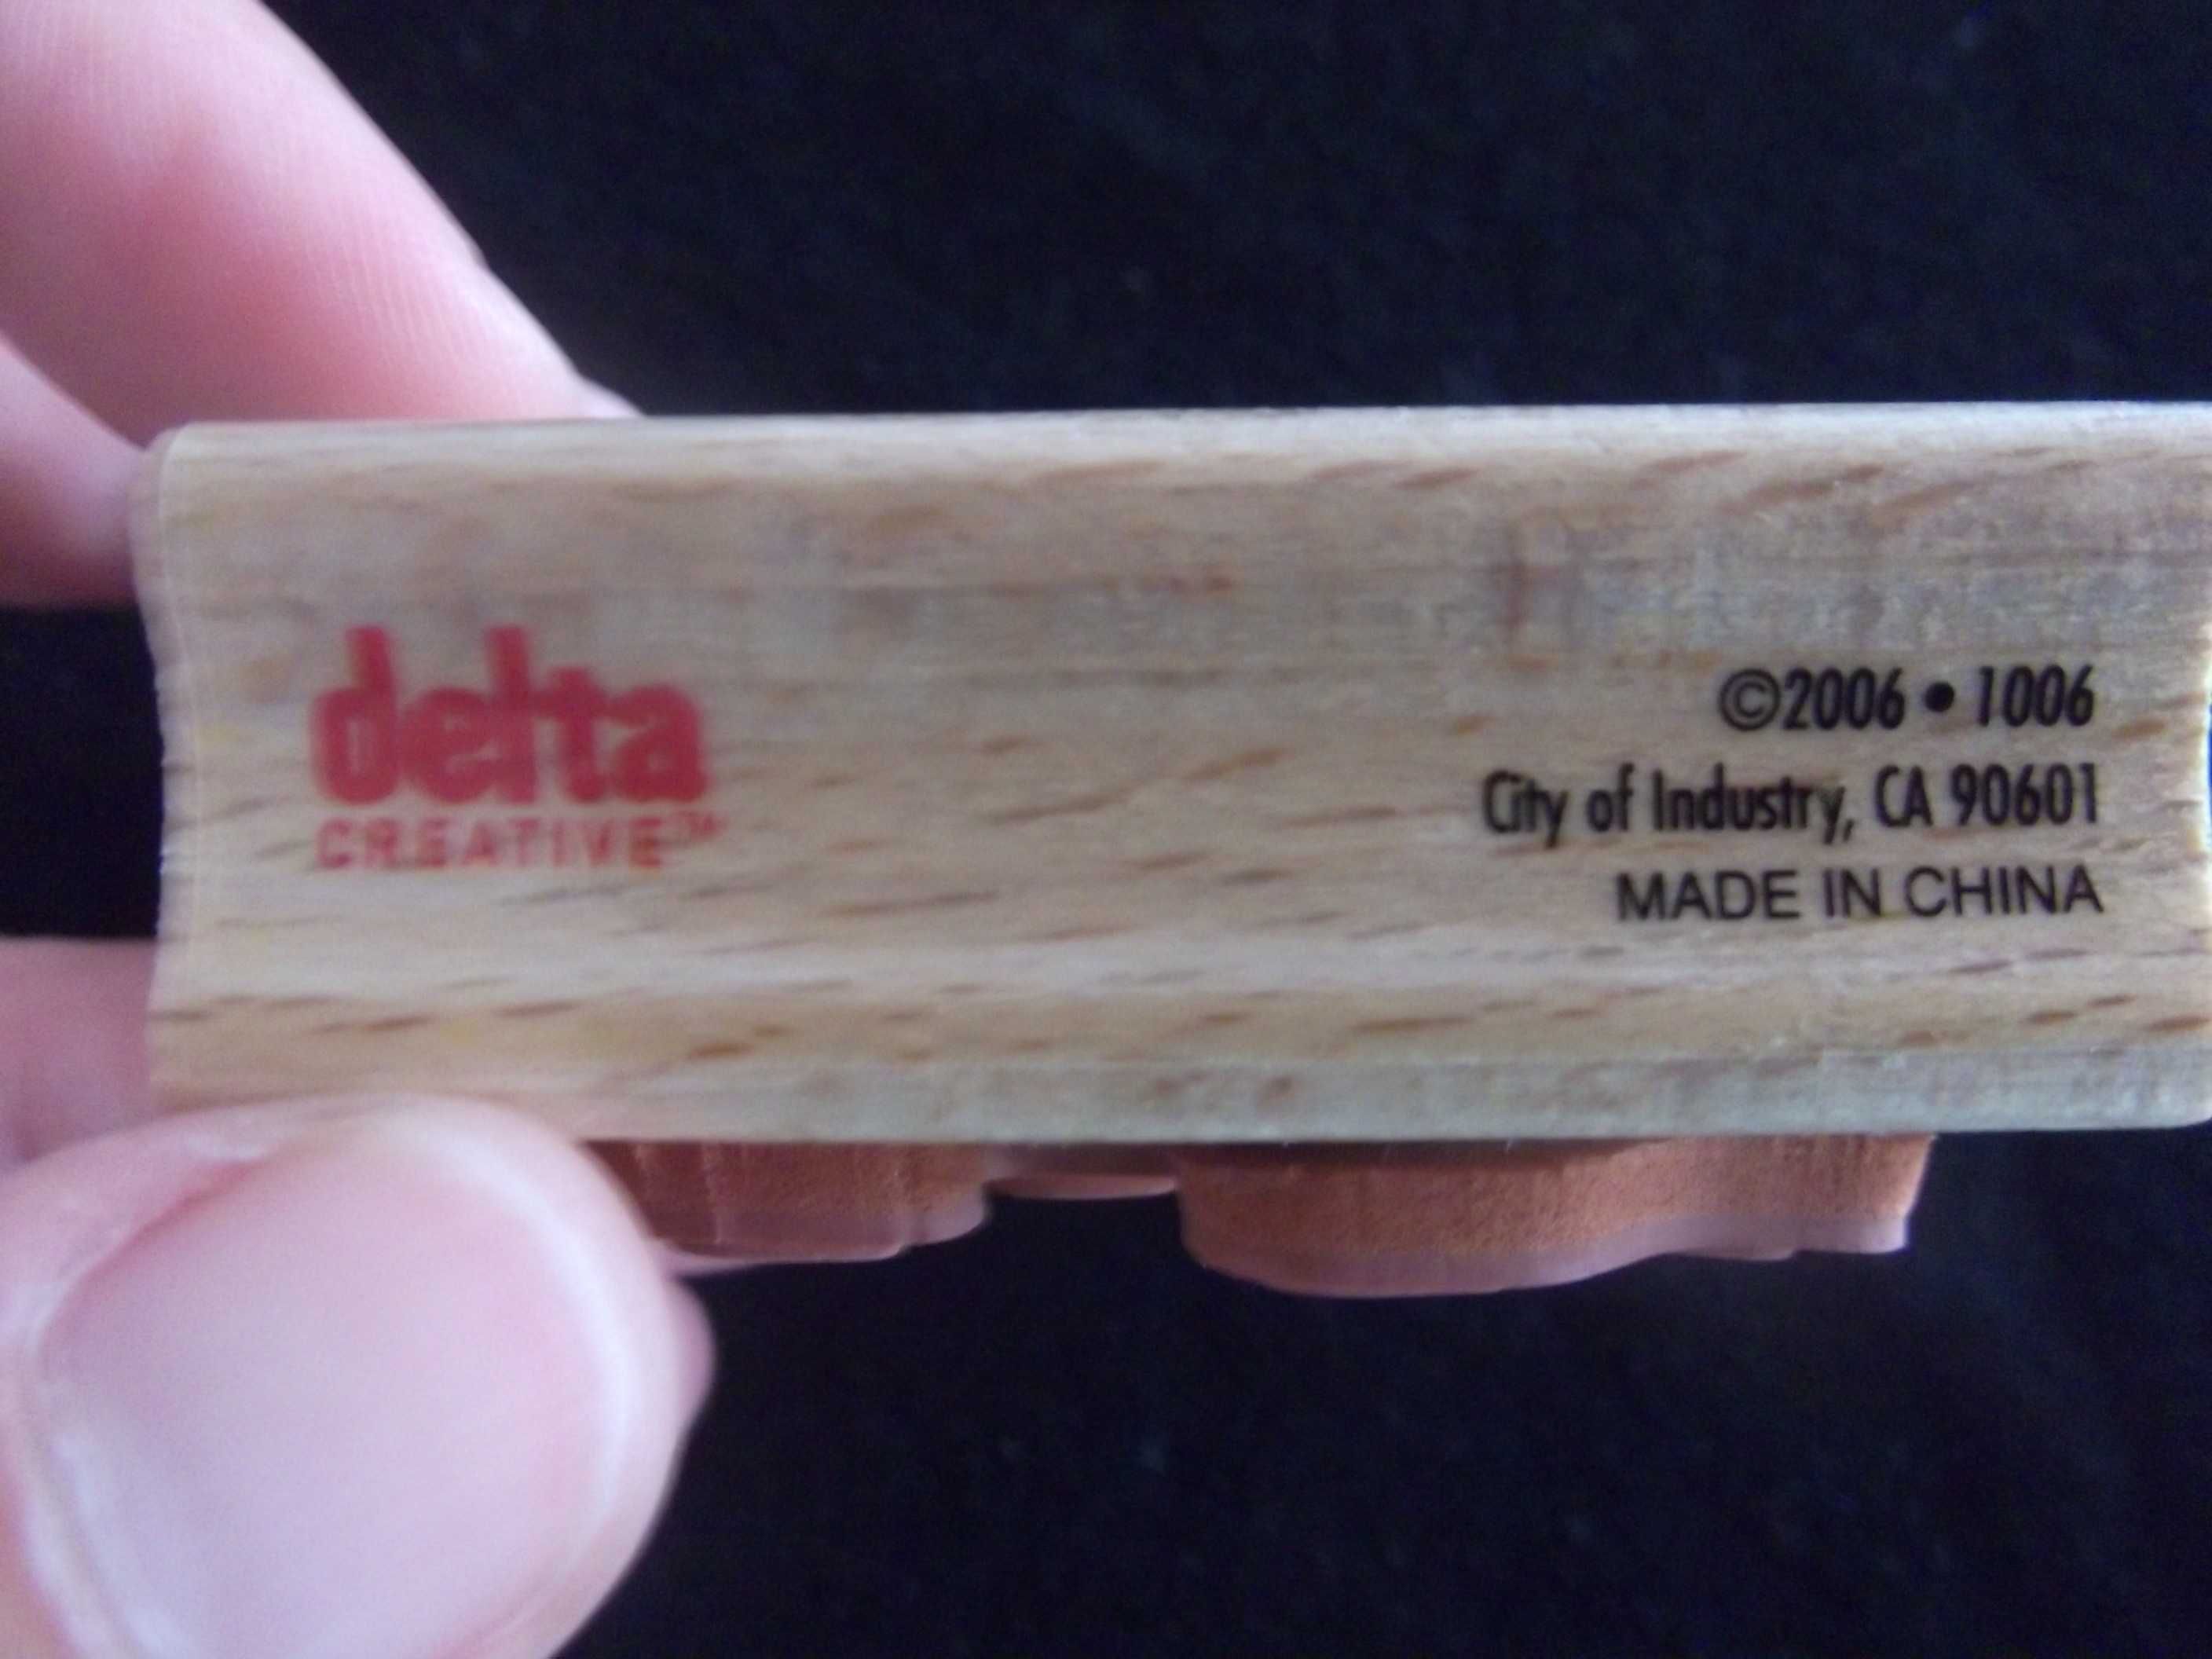 delta
CREATIVE™
©2006 • 1006
City of Industry, CA 90601
MADE IN CHINA